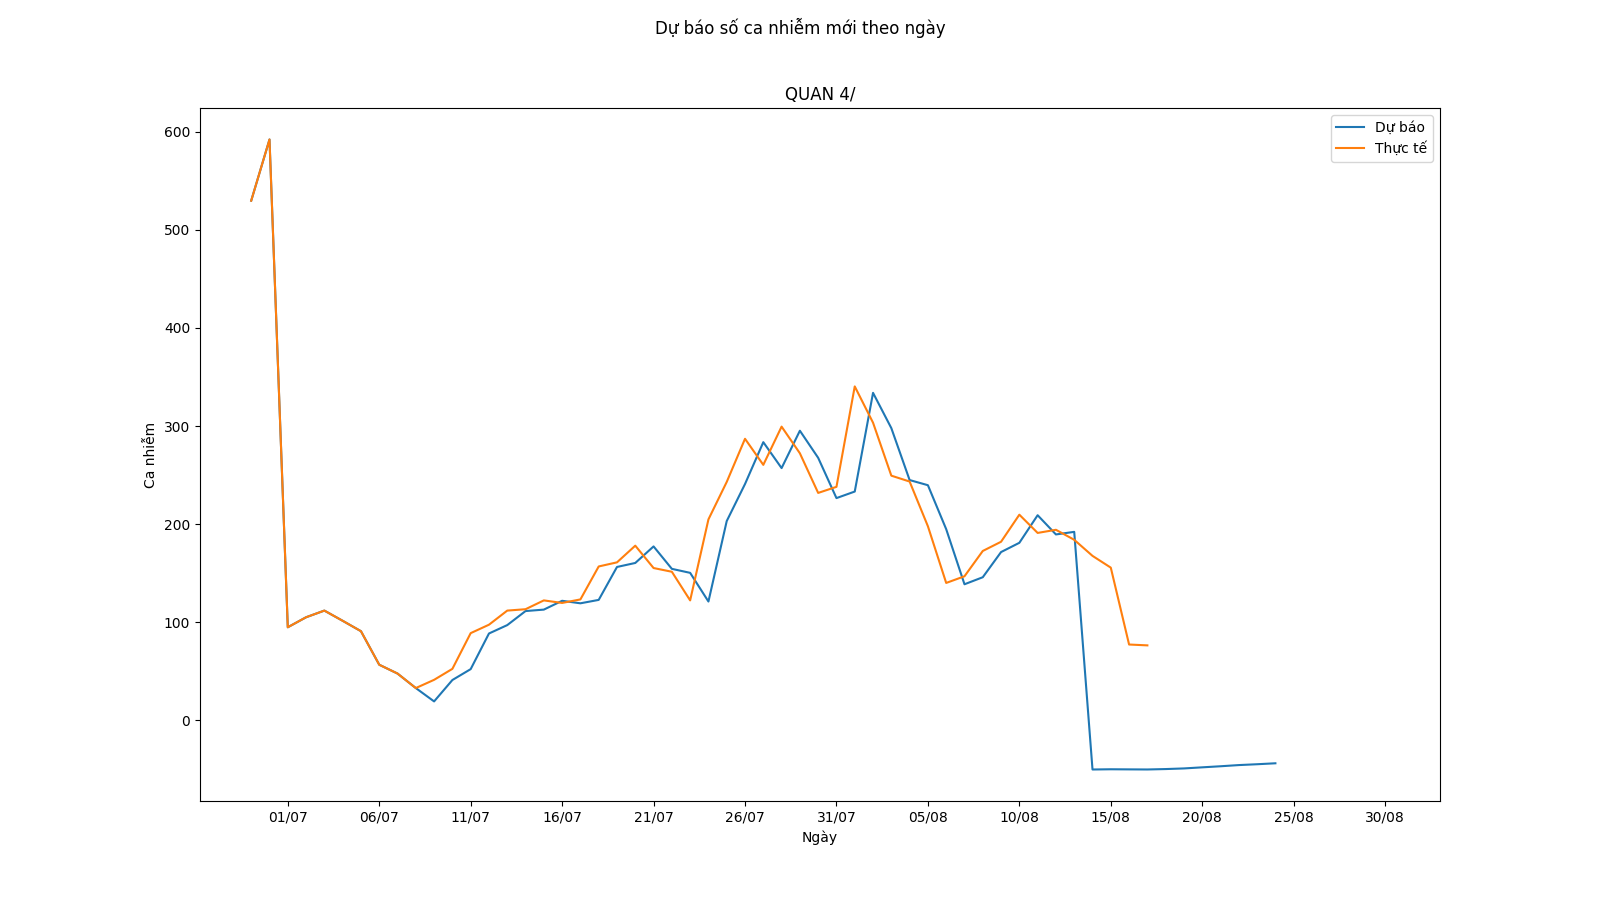 Dự báo số ca nhiễm mới theo ngày
QUAN 4/
Dự báo
Thực tế
600
500
400
300
200
100
0
Ca nhiễm
01/07 06/07 11/07 16/07 21/07 26/07 31/07 05/08 10/08 15/08 20/08 25/08 30/08
Ngày